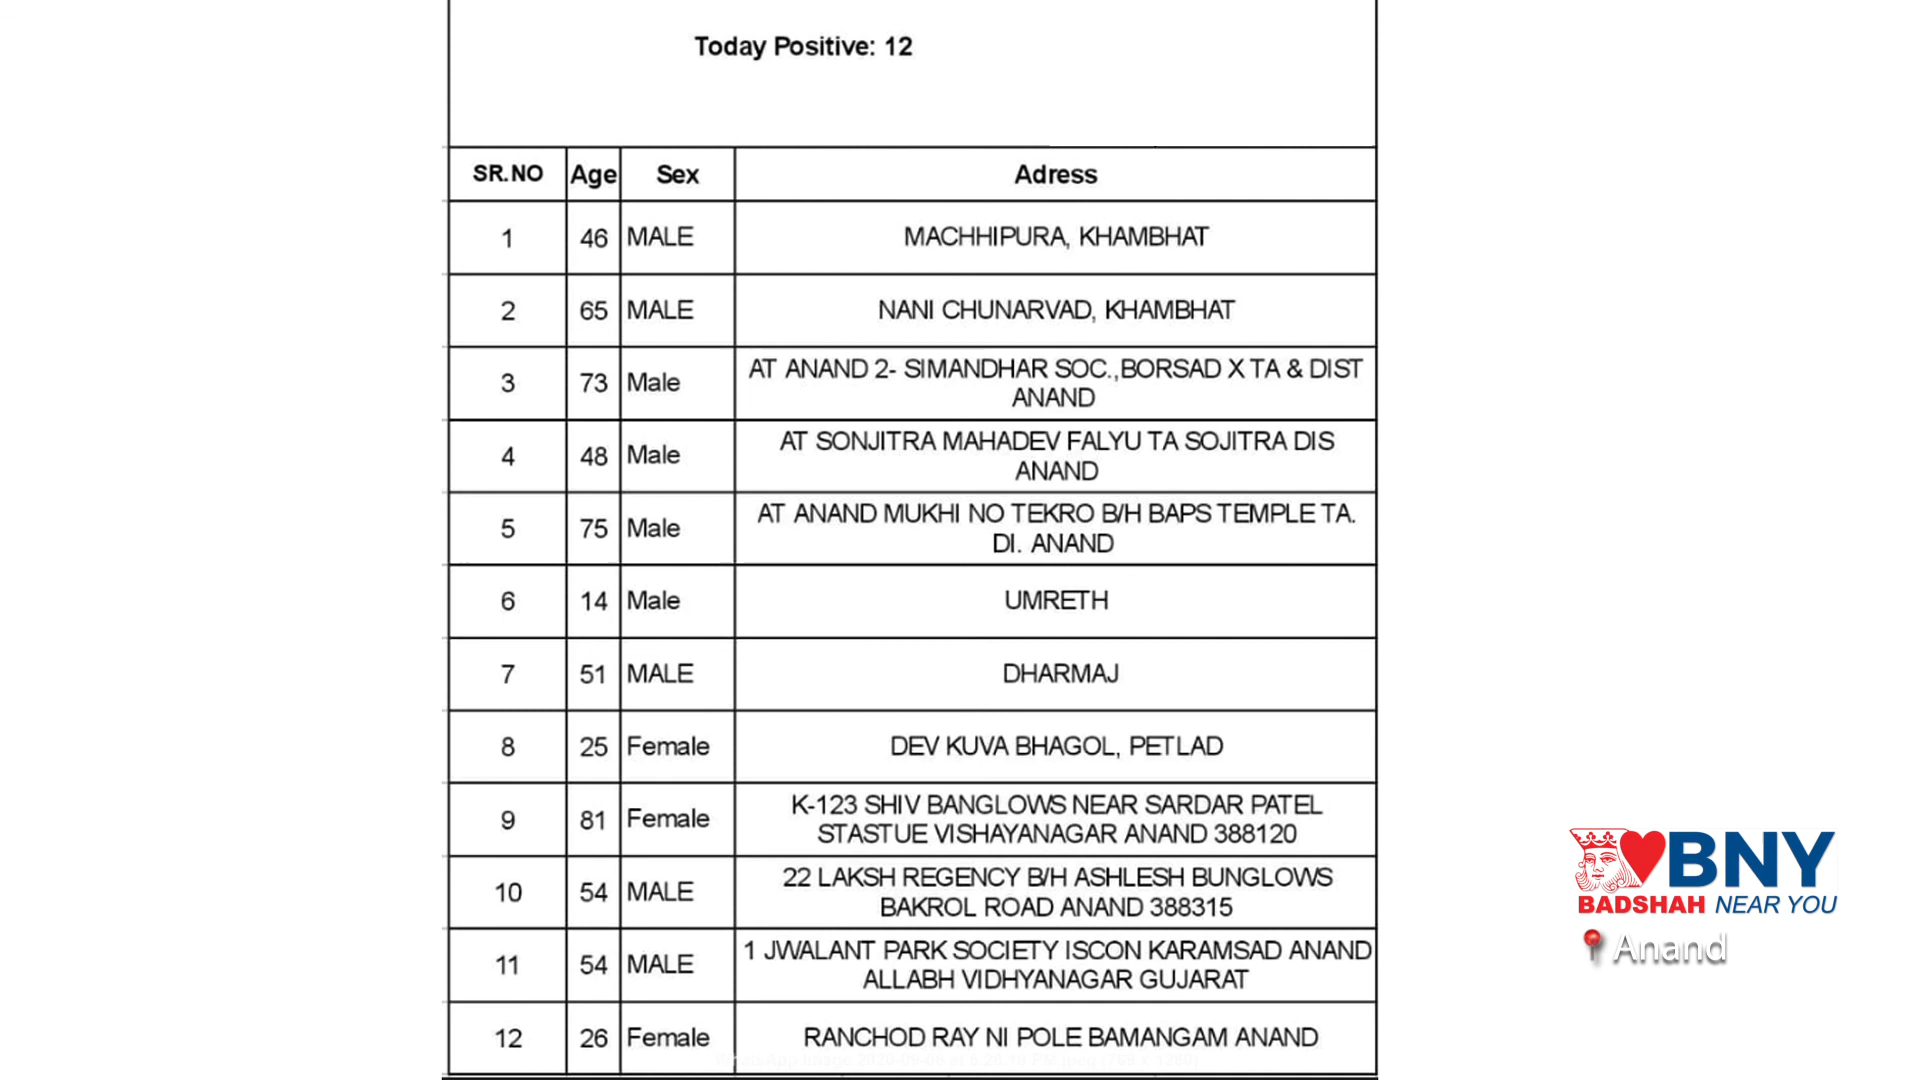 Today Positive: 12
SR.NO Age Sex Adress
1 46 MALE MACHHIPURA, KHAMBHAT
2 65 MALE NANI CHUNARVAD, KHAMBHAT
3 73 Male AT ANAND 2- SIMANDHAR SOC.,BORSAD X TA & DIST
ANAND
4 48 Male AT SONJITRA MAHADEV FALYU TA SOJITRA DIS
ANAND
5 75 Male AT ANAND MUKHI NO TEKRO B/H BAPS TEMPLE TA.
DI. ANAND
6 14 Male UMRETH
7 51 MALE DHARMAJ
8 25 Female DEV KUVA BHAGOL, PETLAD
9 81 Female K-123 SHIV BANGLOWS NEAR SARDAR PATEL
STASTUE VISHAYANAGAR ANAND 388120
10 54 MALE 22 LAKSH REGENCY B/H ASHLESH BUNGLOWS
BAKROL ROAD ANAND 388315
11 54 MALE 1 JWALANT PARK SOCIETY ISCON KARAMSAD ANAND
ALLABH VIDHYANAGAR GUJARAT
12 26 Female RANCHOD RAY NI POLE BAMANGAM ANAND
BNY
BADSHAH NEAR YOU
Anand